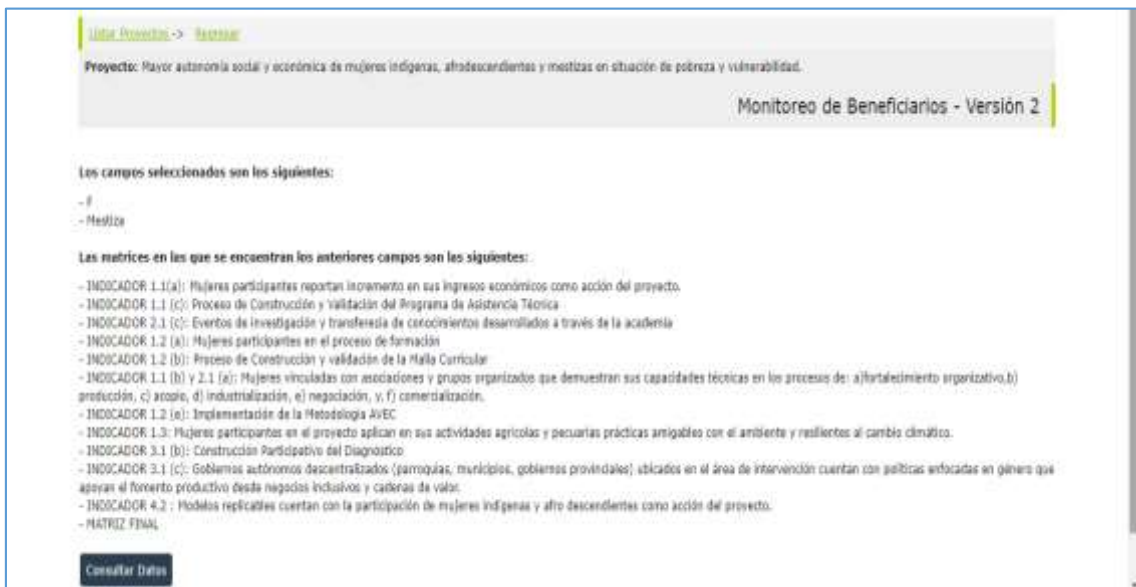 Listar Proyectos -> Regresar
Proyecto: Mayor autonomía social y económica de mujeres indígenas, afrodescendientes y mestizas en situación de pobreza y vulnerabilidad.
Monitoreo de Beneficiarios - Versión 2
Los campos seleccionados son los siguientes:
- F
- Mestiza
Las matrices en las que se encuentran los anteriores campos son las siguientes:
- INDICADOR 1.1(a): Mujeres participantes reportan incremento en sus ingresos económicos como acción del proyecto.
- INDICADOR 1.1 (c): Proceso de Construcción y Validación del Programa de Asistencia Técnica
- INDICADOR 2.1 (c): Eventos de investigación y transferesia de conocimientos desarrollados a través de la academia
- INDICADOR 1.2 (a): Mujeres participantes en el proceso de formación
- INDICADOR 1.2 (b): Proceso de Construcción y validación de la Malla Curricular
- INDICADOR 1.1 (b) y 2.1 (a): Mujeres vinculadas con asociaciones y grupos organizados que demuestran sus capacidades técnicas en los procesos de: a)fortalecimiento organizativo,b)
producción, c) acopio, d) industrialización, e) negociación, y, f) comercialización.
- INDICADOR 1.2 (e): Implementación de la Metodología AVEC
- INDICADOR 1.3: Mujeres participantes en el proyecto aplican en sus actividades agrícolas y pecuarias prácticas amigables con el ambiente y resilientes al cambio climático.
- INDICADOR 3.1 (b): Construcción Participativo del Diagnostico
- INDICADOR 3.1 (c): Gobiernos autónomos descentralizados (parroquias, municipios, gobiernos provinciales) ubicados en el área de intervención cuentan con políticas enfocadas en género que
apoyan el fomento productivo desde negocios inclusivos y cadenas de valor.
- INDICADOR 4.2 : Modelos replicables cuentan con la participación de mujeres indígenas y afro descendientes como acción del proyecto.
- MATRIZ FINAL
Consultar Datos